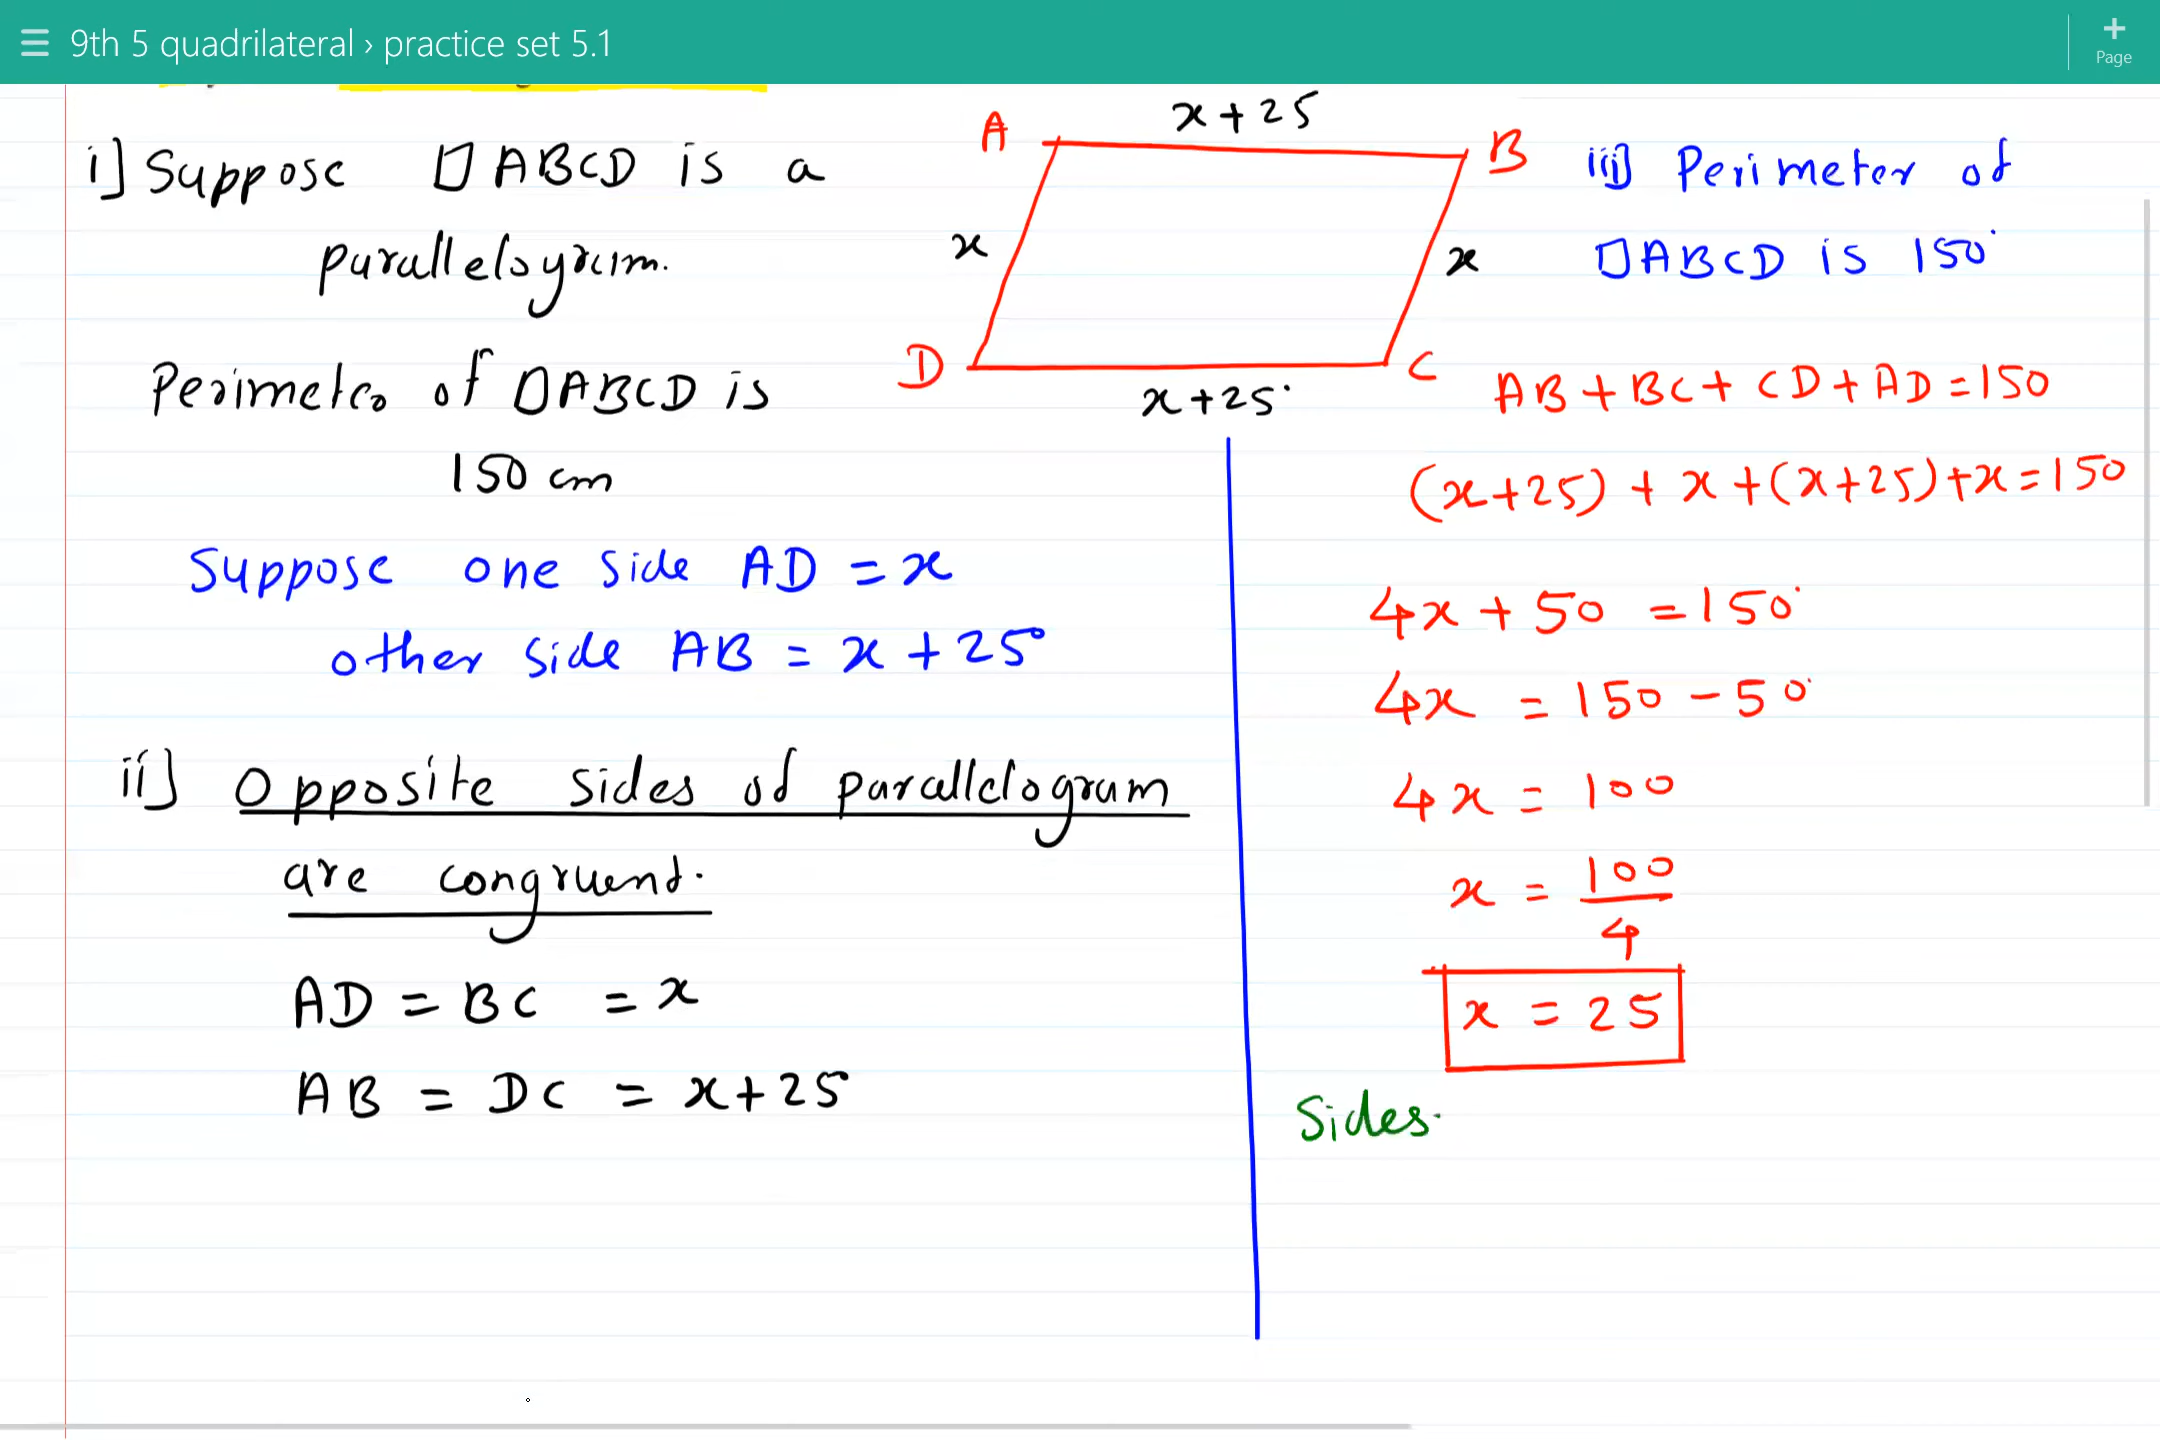 9th 5 quadrilateral › practice set 5.1
+
Page
i] Suppose □ABCD is a
parallelogram.
Perimeter of □ABCD is
150 cm
Suppose one side AD = x
other side AB = x + 25
ii] Opposite sides of parallelogram
are congruent.
AD = BC = x
AB = DC = x+25
x+25
A
B
x
x
D
C
x+25
iii] Perimeter of
□ABCD is 150
AB + BC + CD + AD = 150
(x+25) + x + (x+25) + x = 150
4x + 50 = 150
4x = 150 - 50
4x = 100
x = 100/4
x = 25
Sides.